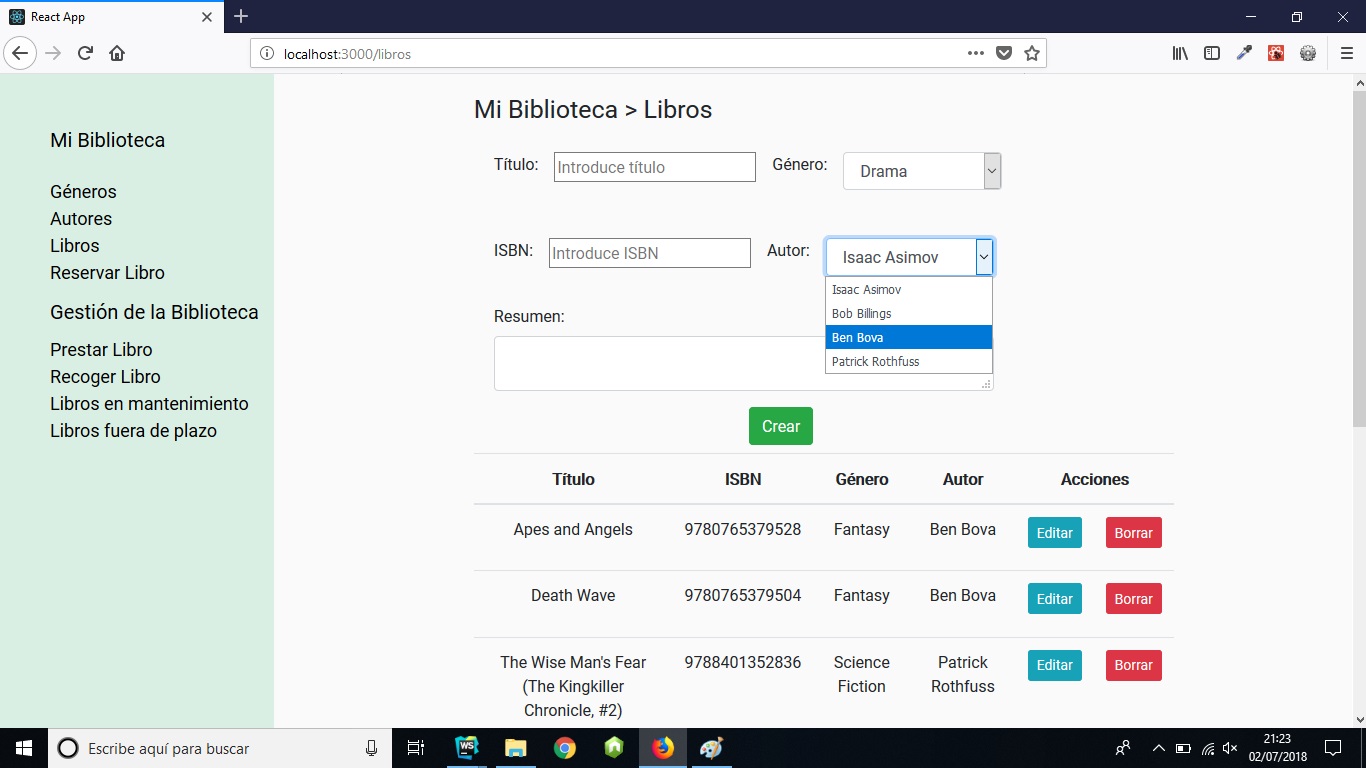 React App
localhost:3000/libros
Mi Biblioteca
Géneros
Autores
Libros
Reservar Libro
Gestión de la Biblioteca
Prestar Libro
Recoger Libro
Libros en mantenimiento
Libros fuera de plazo
Mi Biblioteca > Libros
Título: Introduce título Género: Drama
ISBN: Introduce ISBN Autor: Isaac Asimov
Isaac Asimov
Bob Billings
Ben Bova
Patrick Rothfuss
Resumen:
Crear
Título ISBN Género Autor Acciones
Apes and Angels 9780765379528 Fantasy Ben Bova Editar Borrar
Death Wave 9780765379504 Fantasy Ben Bova Editar Borrar
The Wise Man's Fear 9788401352836 Science Patrick Editar Borrar
(The Kingkiller Fiction Rothfuss
Chronicle, #2)
WS
Escribe aquí para buscar
21:23
02/07/2018